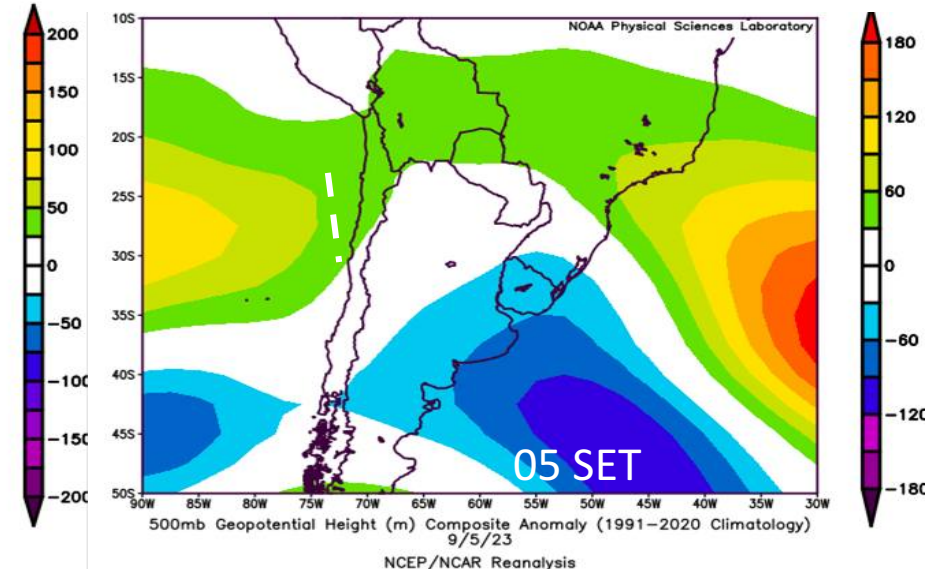 NOAA Physical Sciences Laboratory
200
150
100
50
0
−50
−100
−150
−200
10S
15S
20S
25S
30S
35S
40S
45S
50S
05 SET
90W 85W 80W 75W 70W 65W 60W 55W 50W 45W 40W 35W 30W
180
120
60
0
−60
−120
−180
500mb Geopotential Height (m) Composite Anomaly (1991−2020 Climatology)
9/5/23
NCEP/NCAR Reanalysis